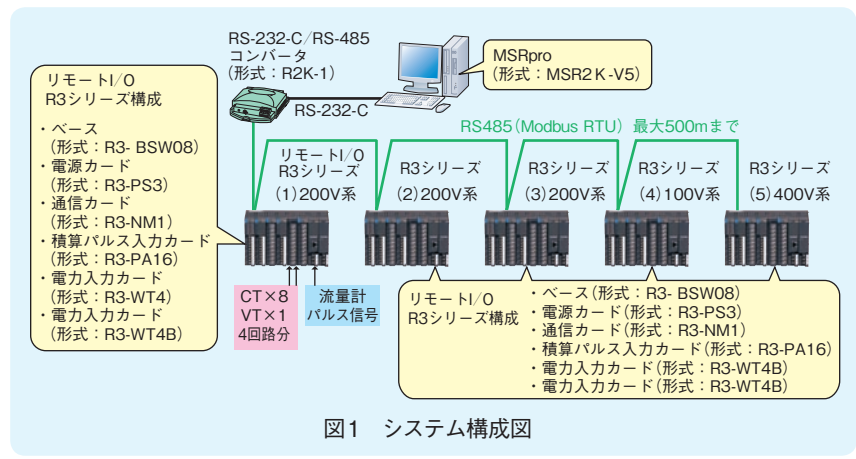 RS-232-C/RS-485
コンバータ
(形式:R2K-1)
MSRpro
(形式:MSR2K-V5)
RS-232-C
リモートI/O
R3シリーズ構成
・ベース
(形式:R3- BSW08)
・電源カード
(形式:R3-PS3)
・通信カード
(形式:R3-NM1)
・積算パルス入力カード
(形式:R3-PA16)
・電力入力カード
(形式:R3-WT4)
・電力入力カード
(形式:R3-WT4B)
RS485(Modbus RTU) 最大500mまで
リモートI/O
R3シリーズ
(1)200V系
R3シリーズ
(2)200V系
R3シリーズ
(3)200V系
R3シリーズ
(4)100V系
R3シリーズ
(5)400V系
CT×8
VT×1
4回路分
流量計
パルス信号
リモートI/O
R3シリーズ構成
・ベース(形式:R3- BSW08)
・電源カード(形式:R3-PS3)
・通信カード(形式:R3-NM1)
・積算パルス入力カード(形式:R3-PA16)
・電力入力カード(形式:R3-WT4B)
・電力入力カード(形式:R3-WT4B)
図1 システム構成図